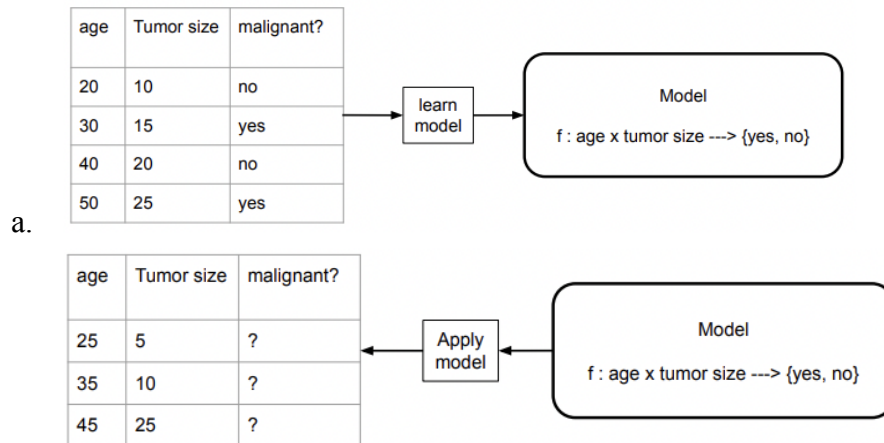 age Tumor size malignant?
20 10 no
30 15 yes
40 20 no
50 25 yes
learn
model
Model
f : age x tumor size ---> {yes, no}
a.
age Tumor size malignant?
25 5 ?
35 10 ?
45 25 ?
Apply
model
Model
f : age x tumor size ---> {yes, no}